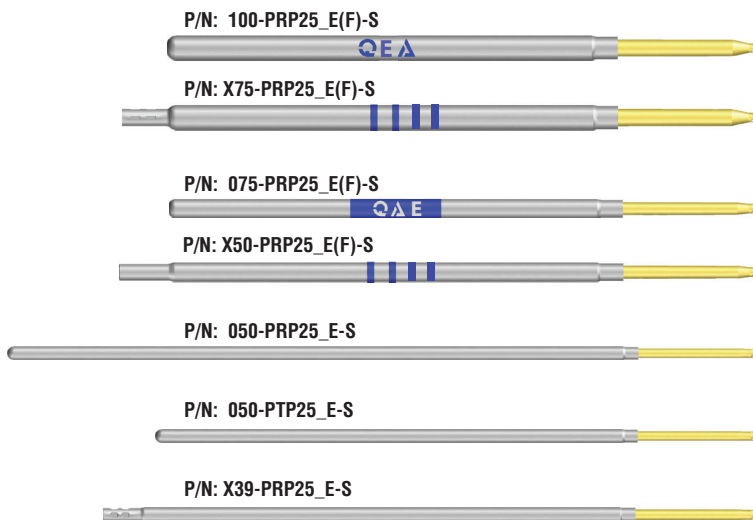 P/N: 100-PRP25_E(F)-S
QEA
P/N: X75-PRP25_E(F)-S
P/N: 075-PRP25_E(F)-S
QAE
P/N: X50-PRP25_E(F)-S
P/N: 050-PRP25_E-S
P/N: 050-PTP25_E-S
P/N: X39-PRP25_E-S